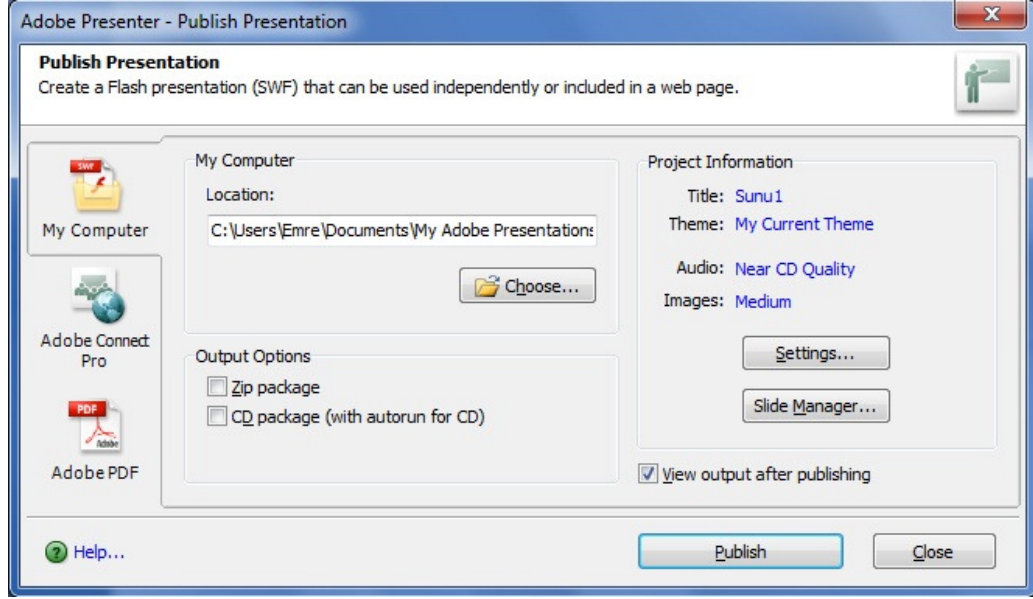 Adobe Presenter - Publish Presentation
Publish Presentation
Create a Flash presentation (SWF) that can be used independently or included in a web page.
SWF
My Computer
Adobe Connect
Pro
PDF
Adobe
Adobe PDF
My Computer
Location:
C:\Users\Emre\Documents\My Adobe Presentations
Choose...
Output Options
Zip package
CD package (with autorun for CD)
Project Information
Title: Sunu1
Theme: My Current Theme
Audio: Near CD Quality
Images: Medium
Settings...
Slide Manager...
View output after publishing
Help...
Publish
Close